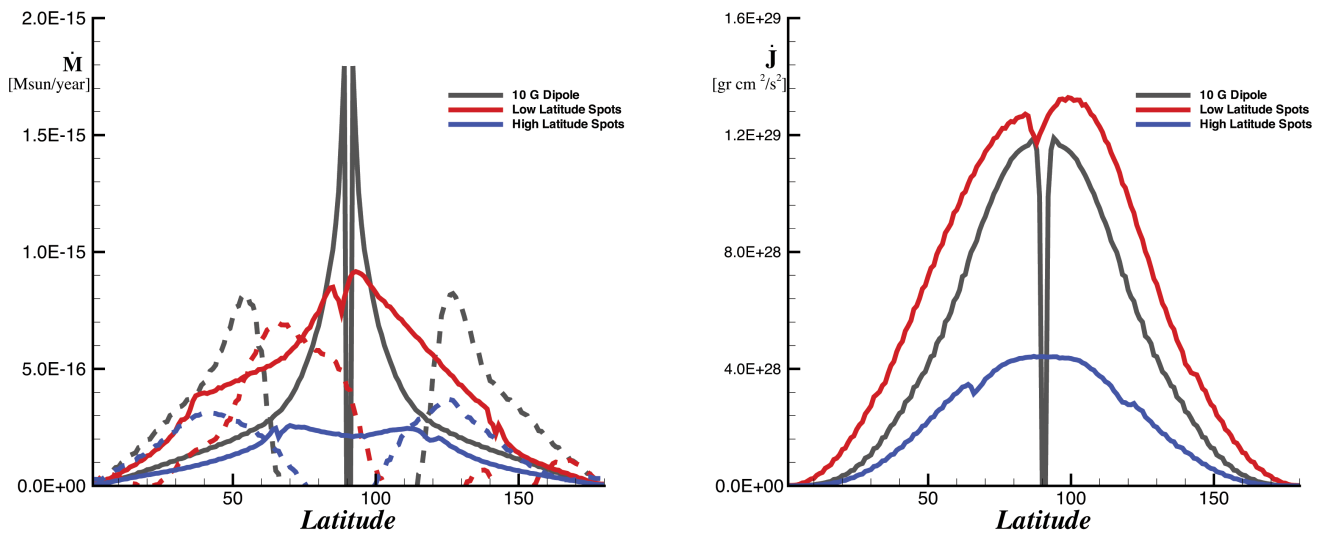 2.0E-15
Ṁ
[Msun/year]
1.5E-15
1.0E-15
5.0E-16
0.0E+00
50
100
150
Latitude
10 G Dipole
Low Latitude Spots
High Latitude Spots
1.6E+29
J̇
[gr cm ²/s²]
1.2E+29
8.0E+28
4.0E+28
0.0E+00
50
100
150
Latitude
10 G Dipole
Low Latitude Spots
High Latitude Spots